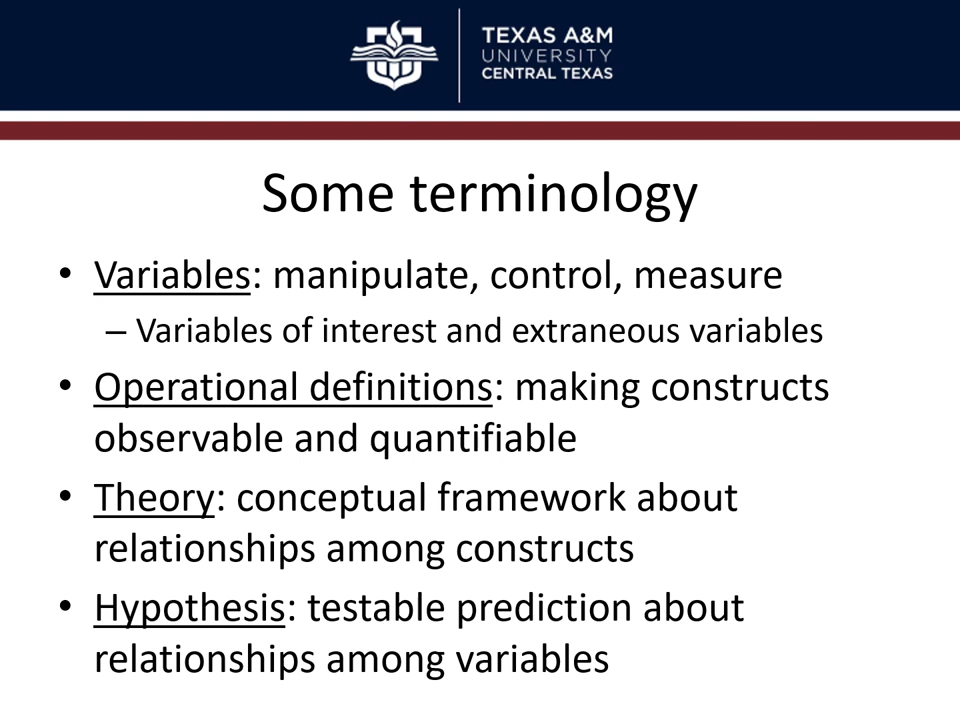 TEXAS A&M
UNIVERSITY
CENTRAL TEXAS
Some terminology
• Variables: manipulate, control, measure
– Variables of interest and extraneous variables
• Operational definitions: making constructs
observable and quantifiable
• Theory: conceptual framework about
relationships among constructs
• Hypothesis: testable prediction about
relationships among variables